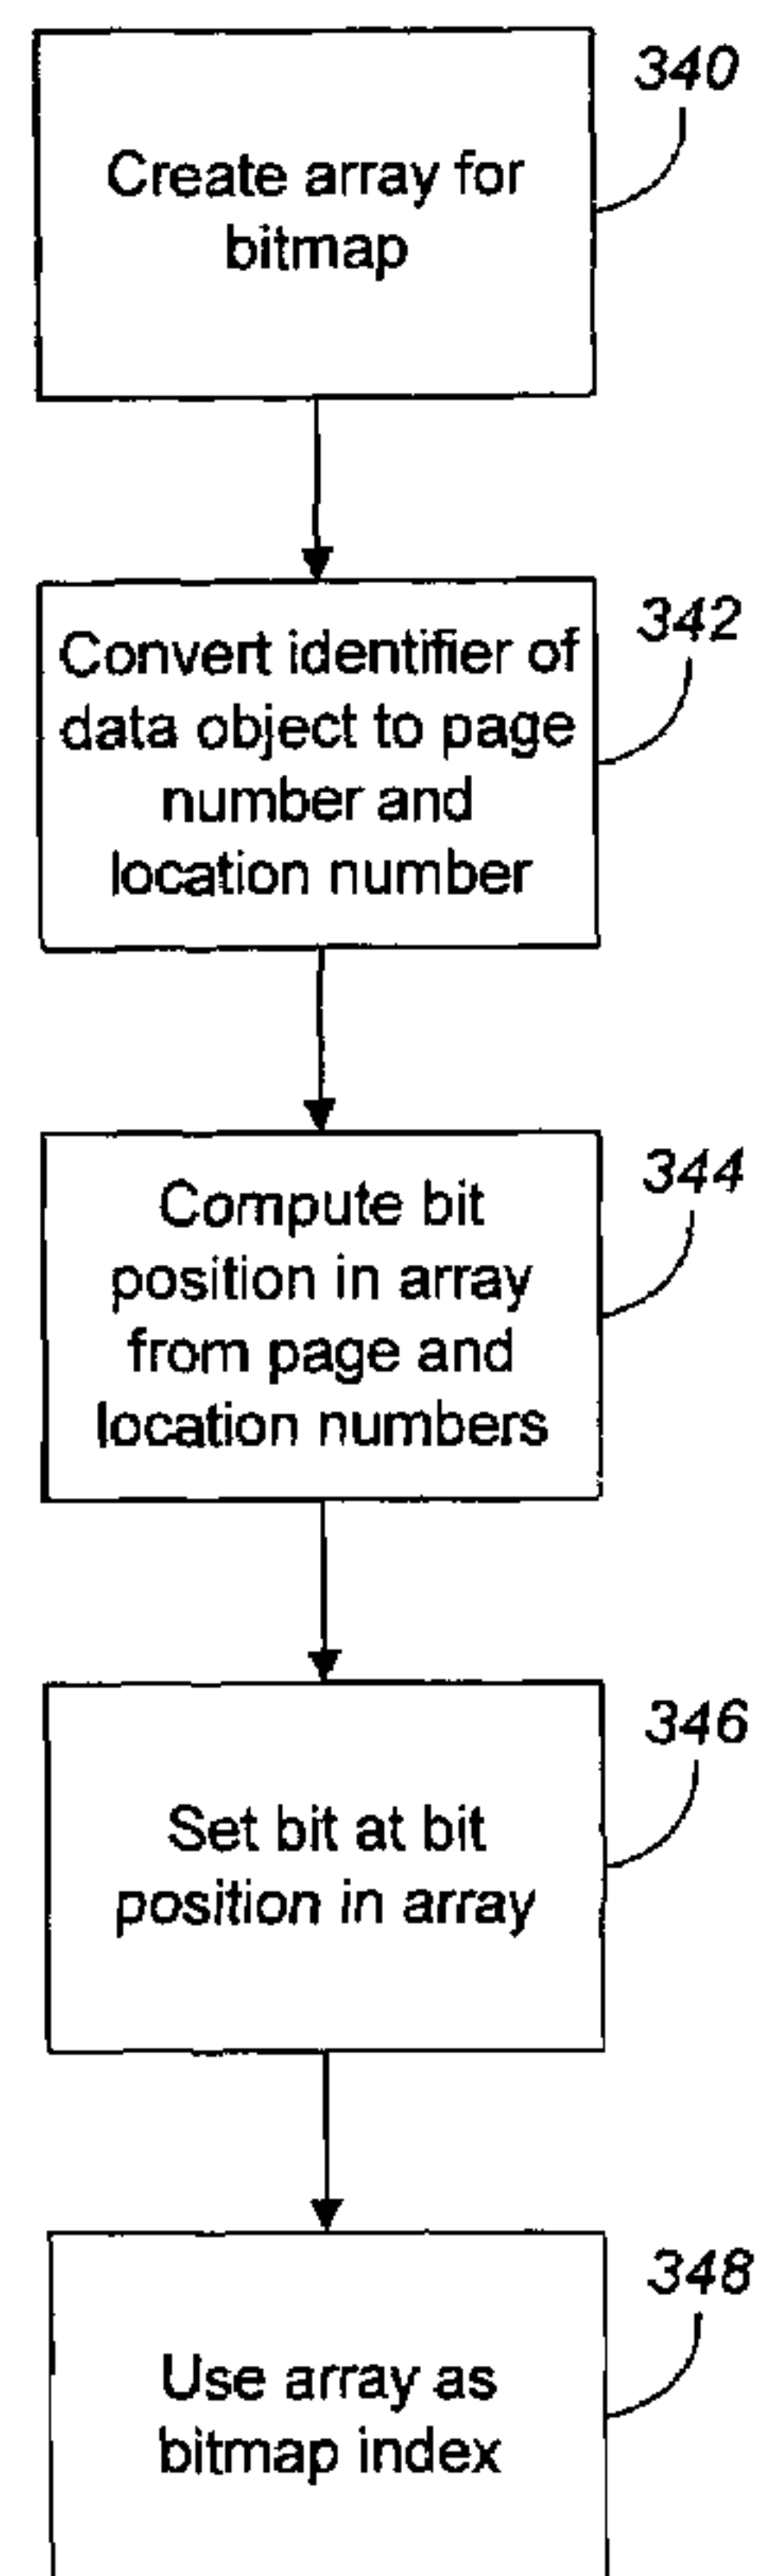 340
Create array for
bitmap
342
Convert identifier of
data object to page
number and
location number
344
Compute bit
position in array
from page and
location numbers
346
Set bit at bit
position in array
348
Use array as
bitmap index